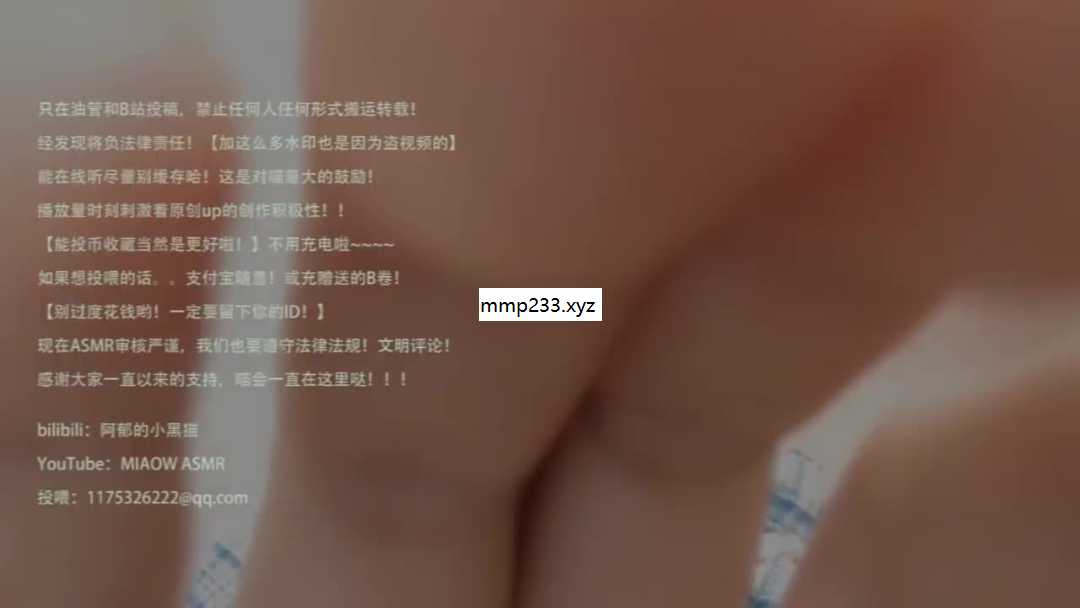 只在油管和B站投稿，禁止任何人任何形式搬运转载！
经发现将负法律责任！【加这么多水印也是因为盗视频的】
能在线听尽量别缓存哈！这是对喵最大的鼓励！
播放量时刻刺激着原创up的创作积极性！！
【能投币收藏当然是更好啦！】不用充电啦~~~~
如果想投喂的话。。支付宝随意！或充赠送的B卷！
【别过度花钱哟！一定要留下你的ID！】
mmp233.xyz
现在ASMR审核严谨，我们也要遵守法律法规！文明评论！
感谢大家一直以来的支持，喵会一直在这里哒！！！
bilibili：阿郁的小黑猫
YouTube：MIAOW ASMR
投喂：1175326222@qq.com